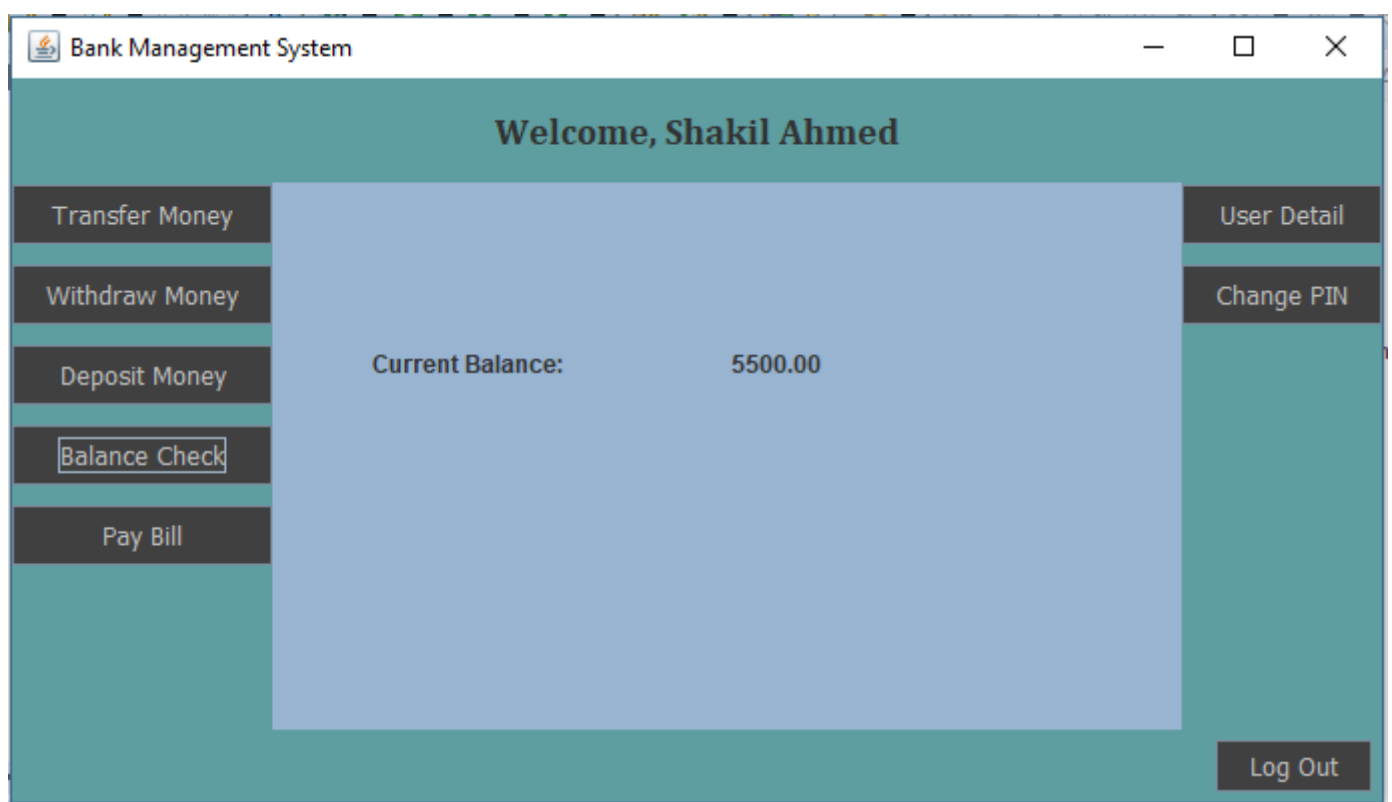 Bank Management System
Welcome, Shakil Ahmed
Transfer Money
Withdraw Money
Deposit Money
Balance Check
Pay Bill
Current Balance: 5500.00
User Detail
Change PIN
Log Out